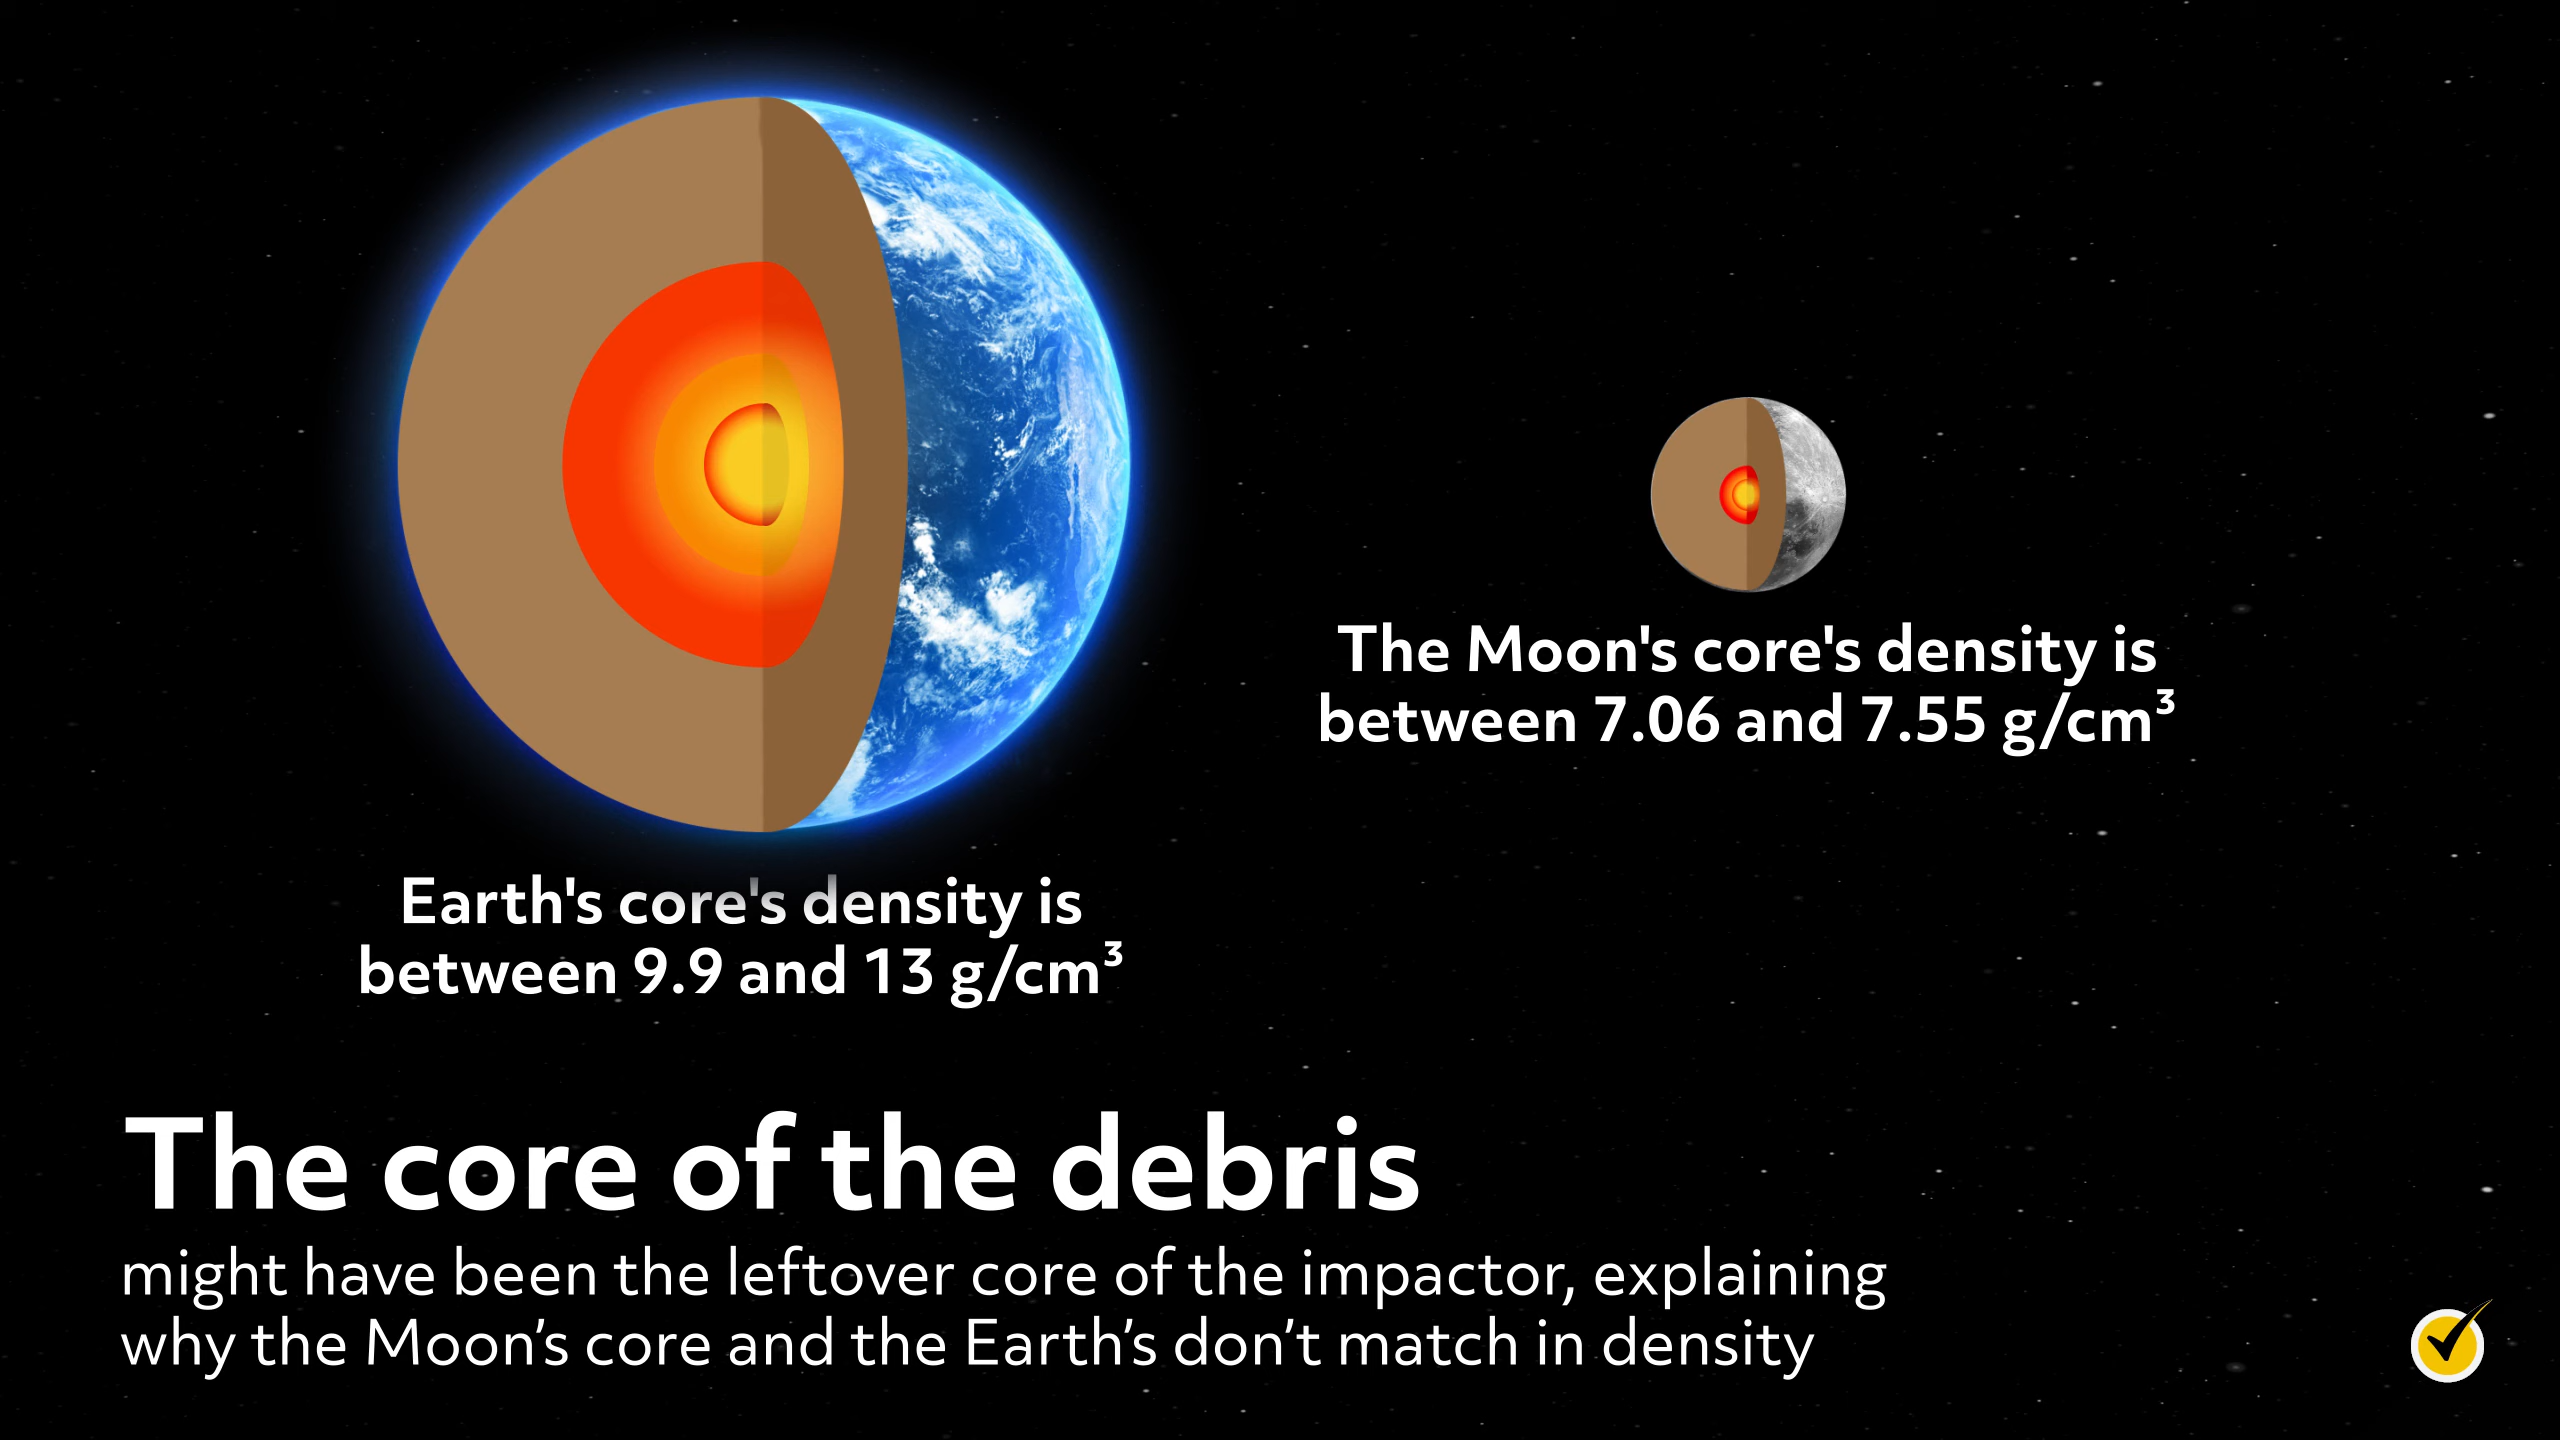 The Moon's core's density is
between 7.06 and 7.55 g/cm³
Earth's core's density is
between 9.9 and 13 g/cm³
The core of the debris
might have been the leftover core of the impactor, explaining
why the Moon’s core and the Earth’s don’t match in density